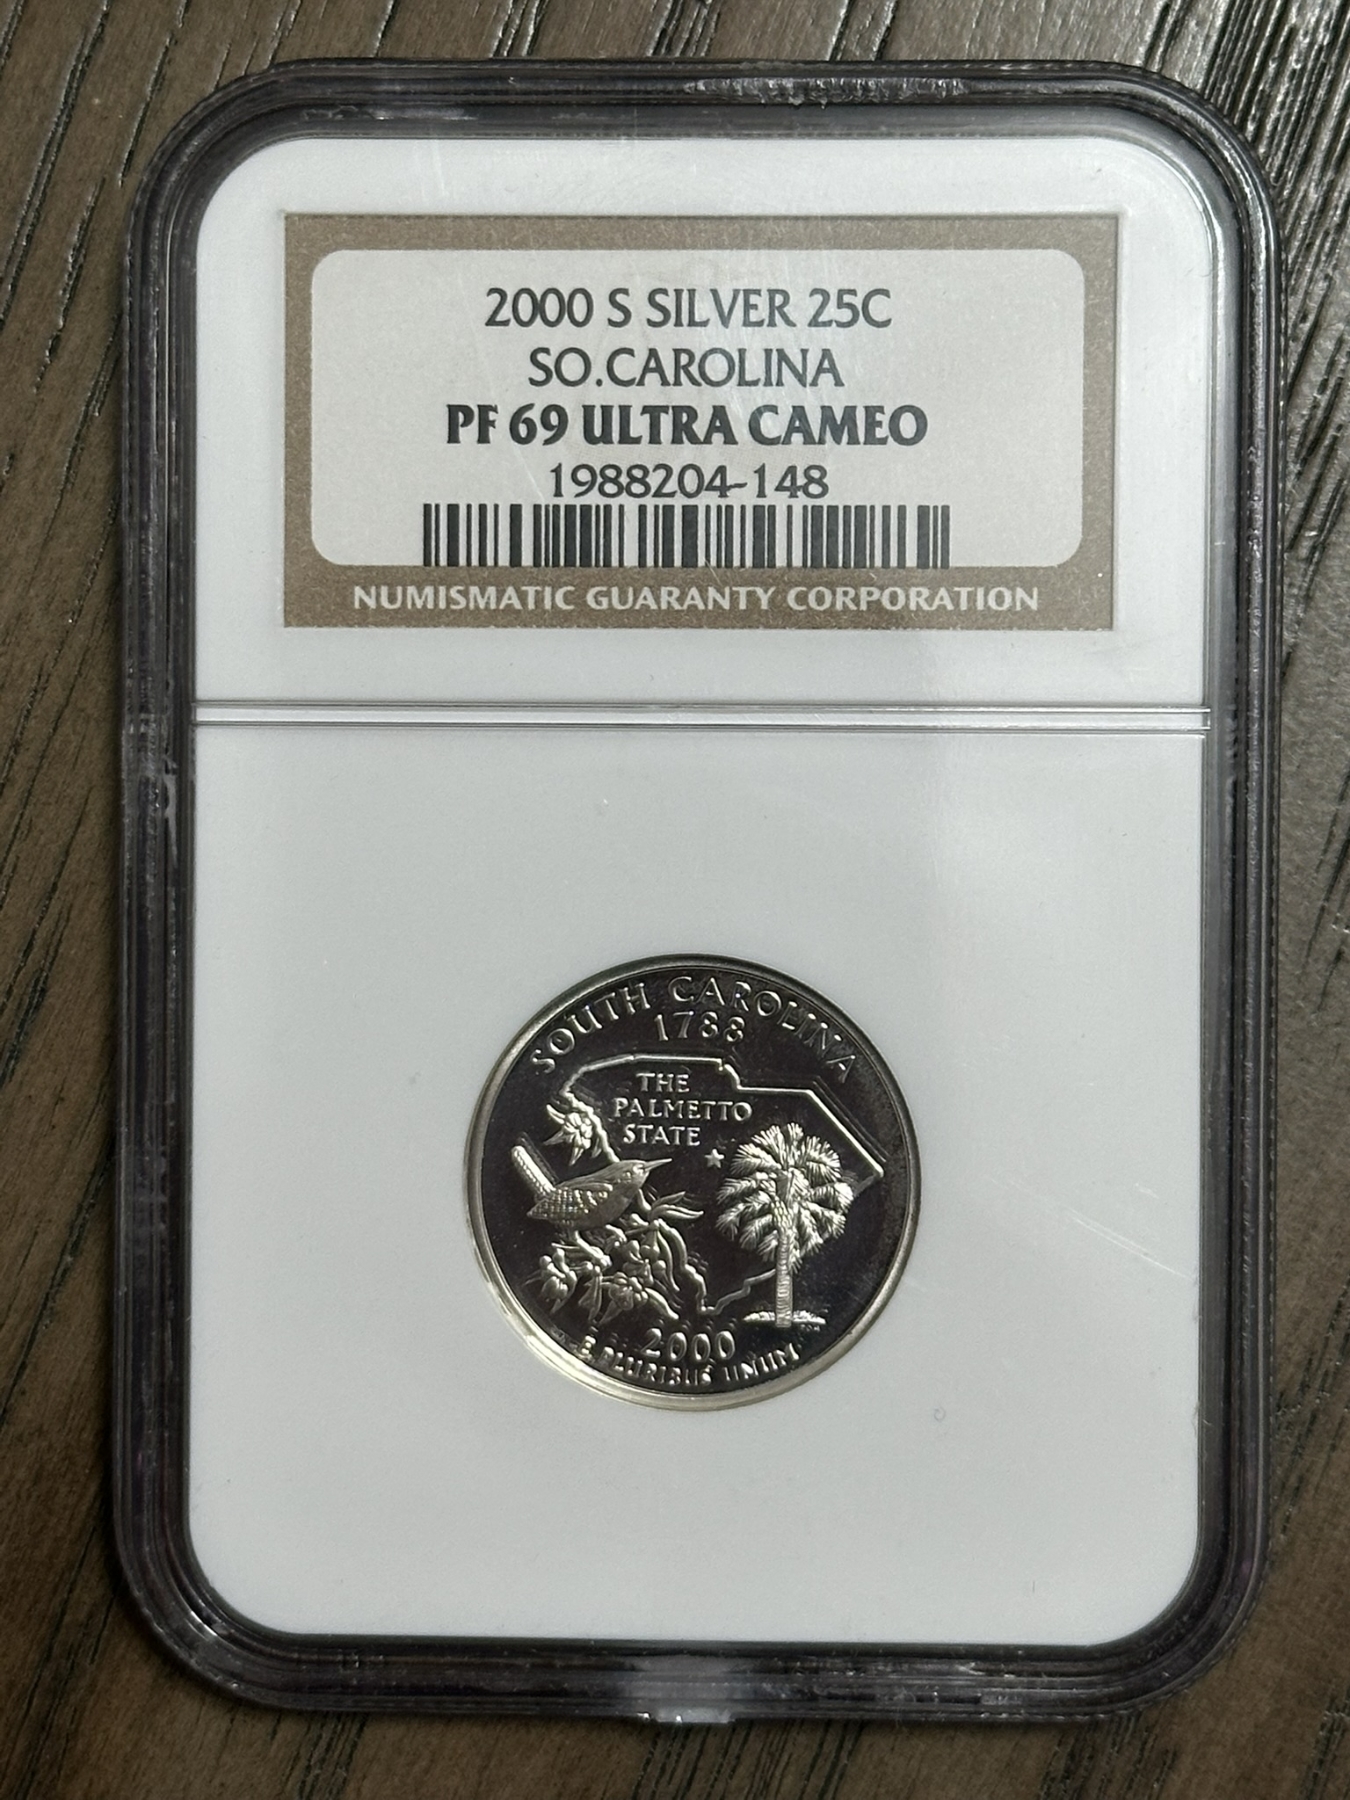 2000 S SILVER 25C
SO.CAROLINA
PF 69 ULTRA CAMEO
1988204-148
NUMISMATIC GUARANTY CORPORATION
SOUTH CAROLINA
1788
THE
PALMETTO
STATE
2000
E PLURIBUS UNUM